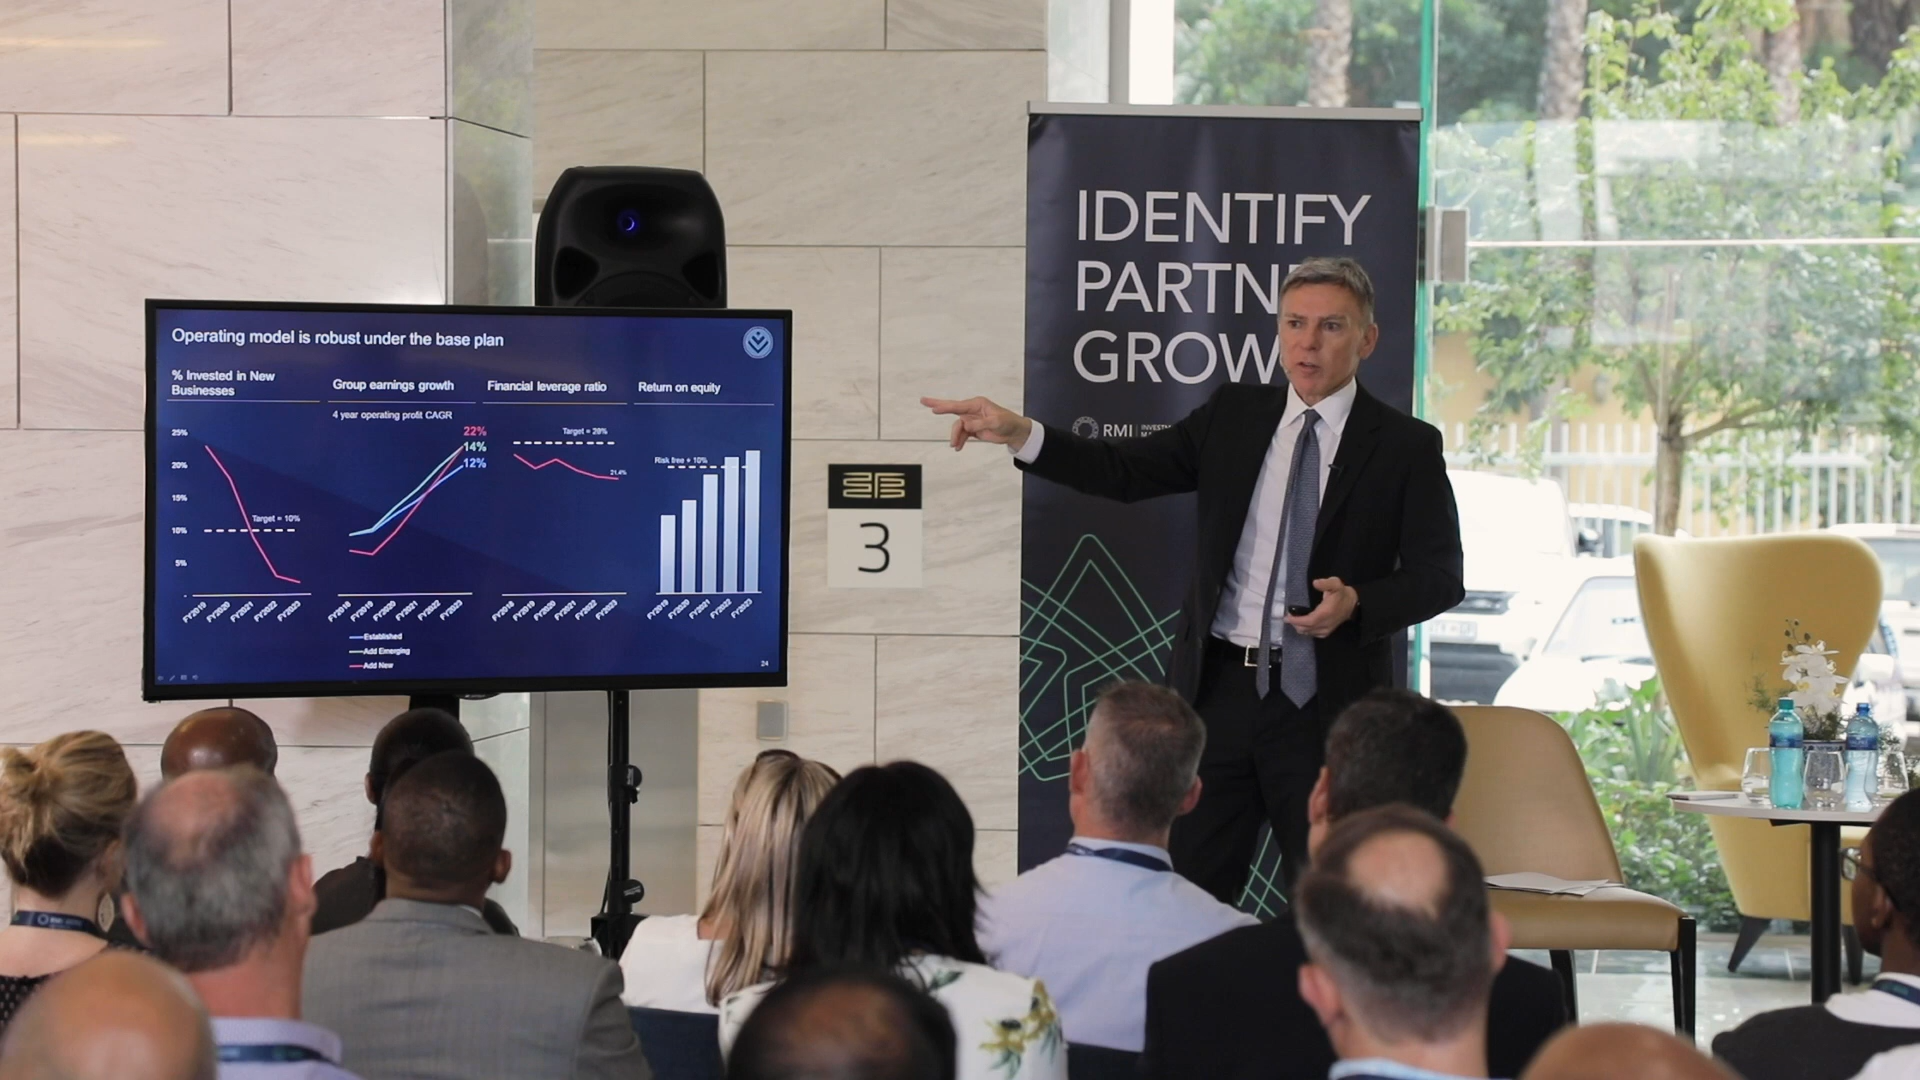 Operating model is robust under the base plan
% Invested in New
Businesses
25%
20%
15%
10%
5%
Target = 10%
FY2019
FY2020
FY2021
FY2022
FY2023
Group earnings growth
4 year operating profit CAGR
22%
14%
12%
FY2018
FY2019
FY2020
FY2021
FY2022
FY2023
Established
Add Emerging
Add New
Financial leverage ratio
Target = 28%
21,4%
FY2018
FY2019
FY2020
FY2021
FY2022
FY2023
Return on equity
Risk free + 10%
FY2019
FY2020
FY2021
FY2022
FY2023
24
3
IDENTIFY
PARTN
GROW
RMI